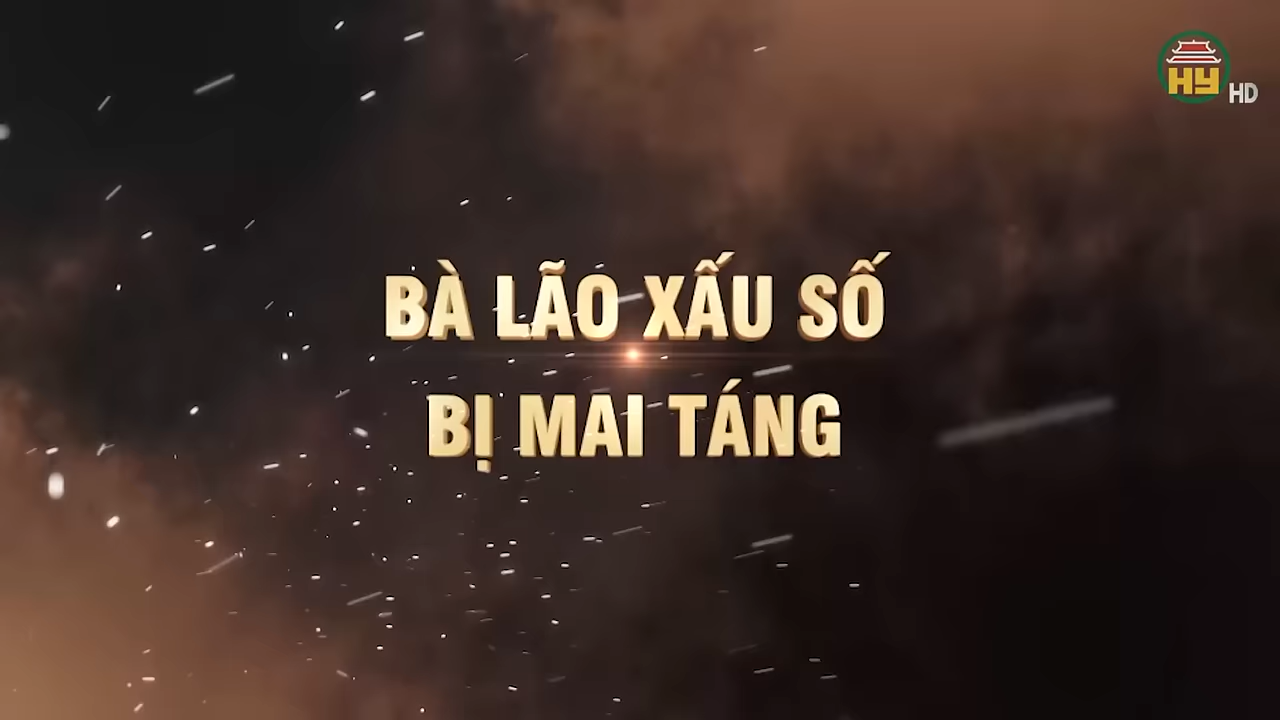 HY HD
BÀ LÃO XẤU SỐ
BỊ MAI TÁNG